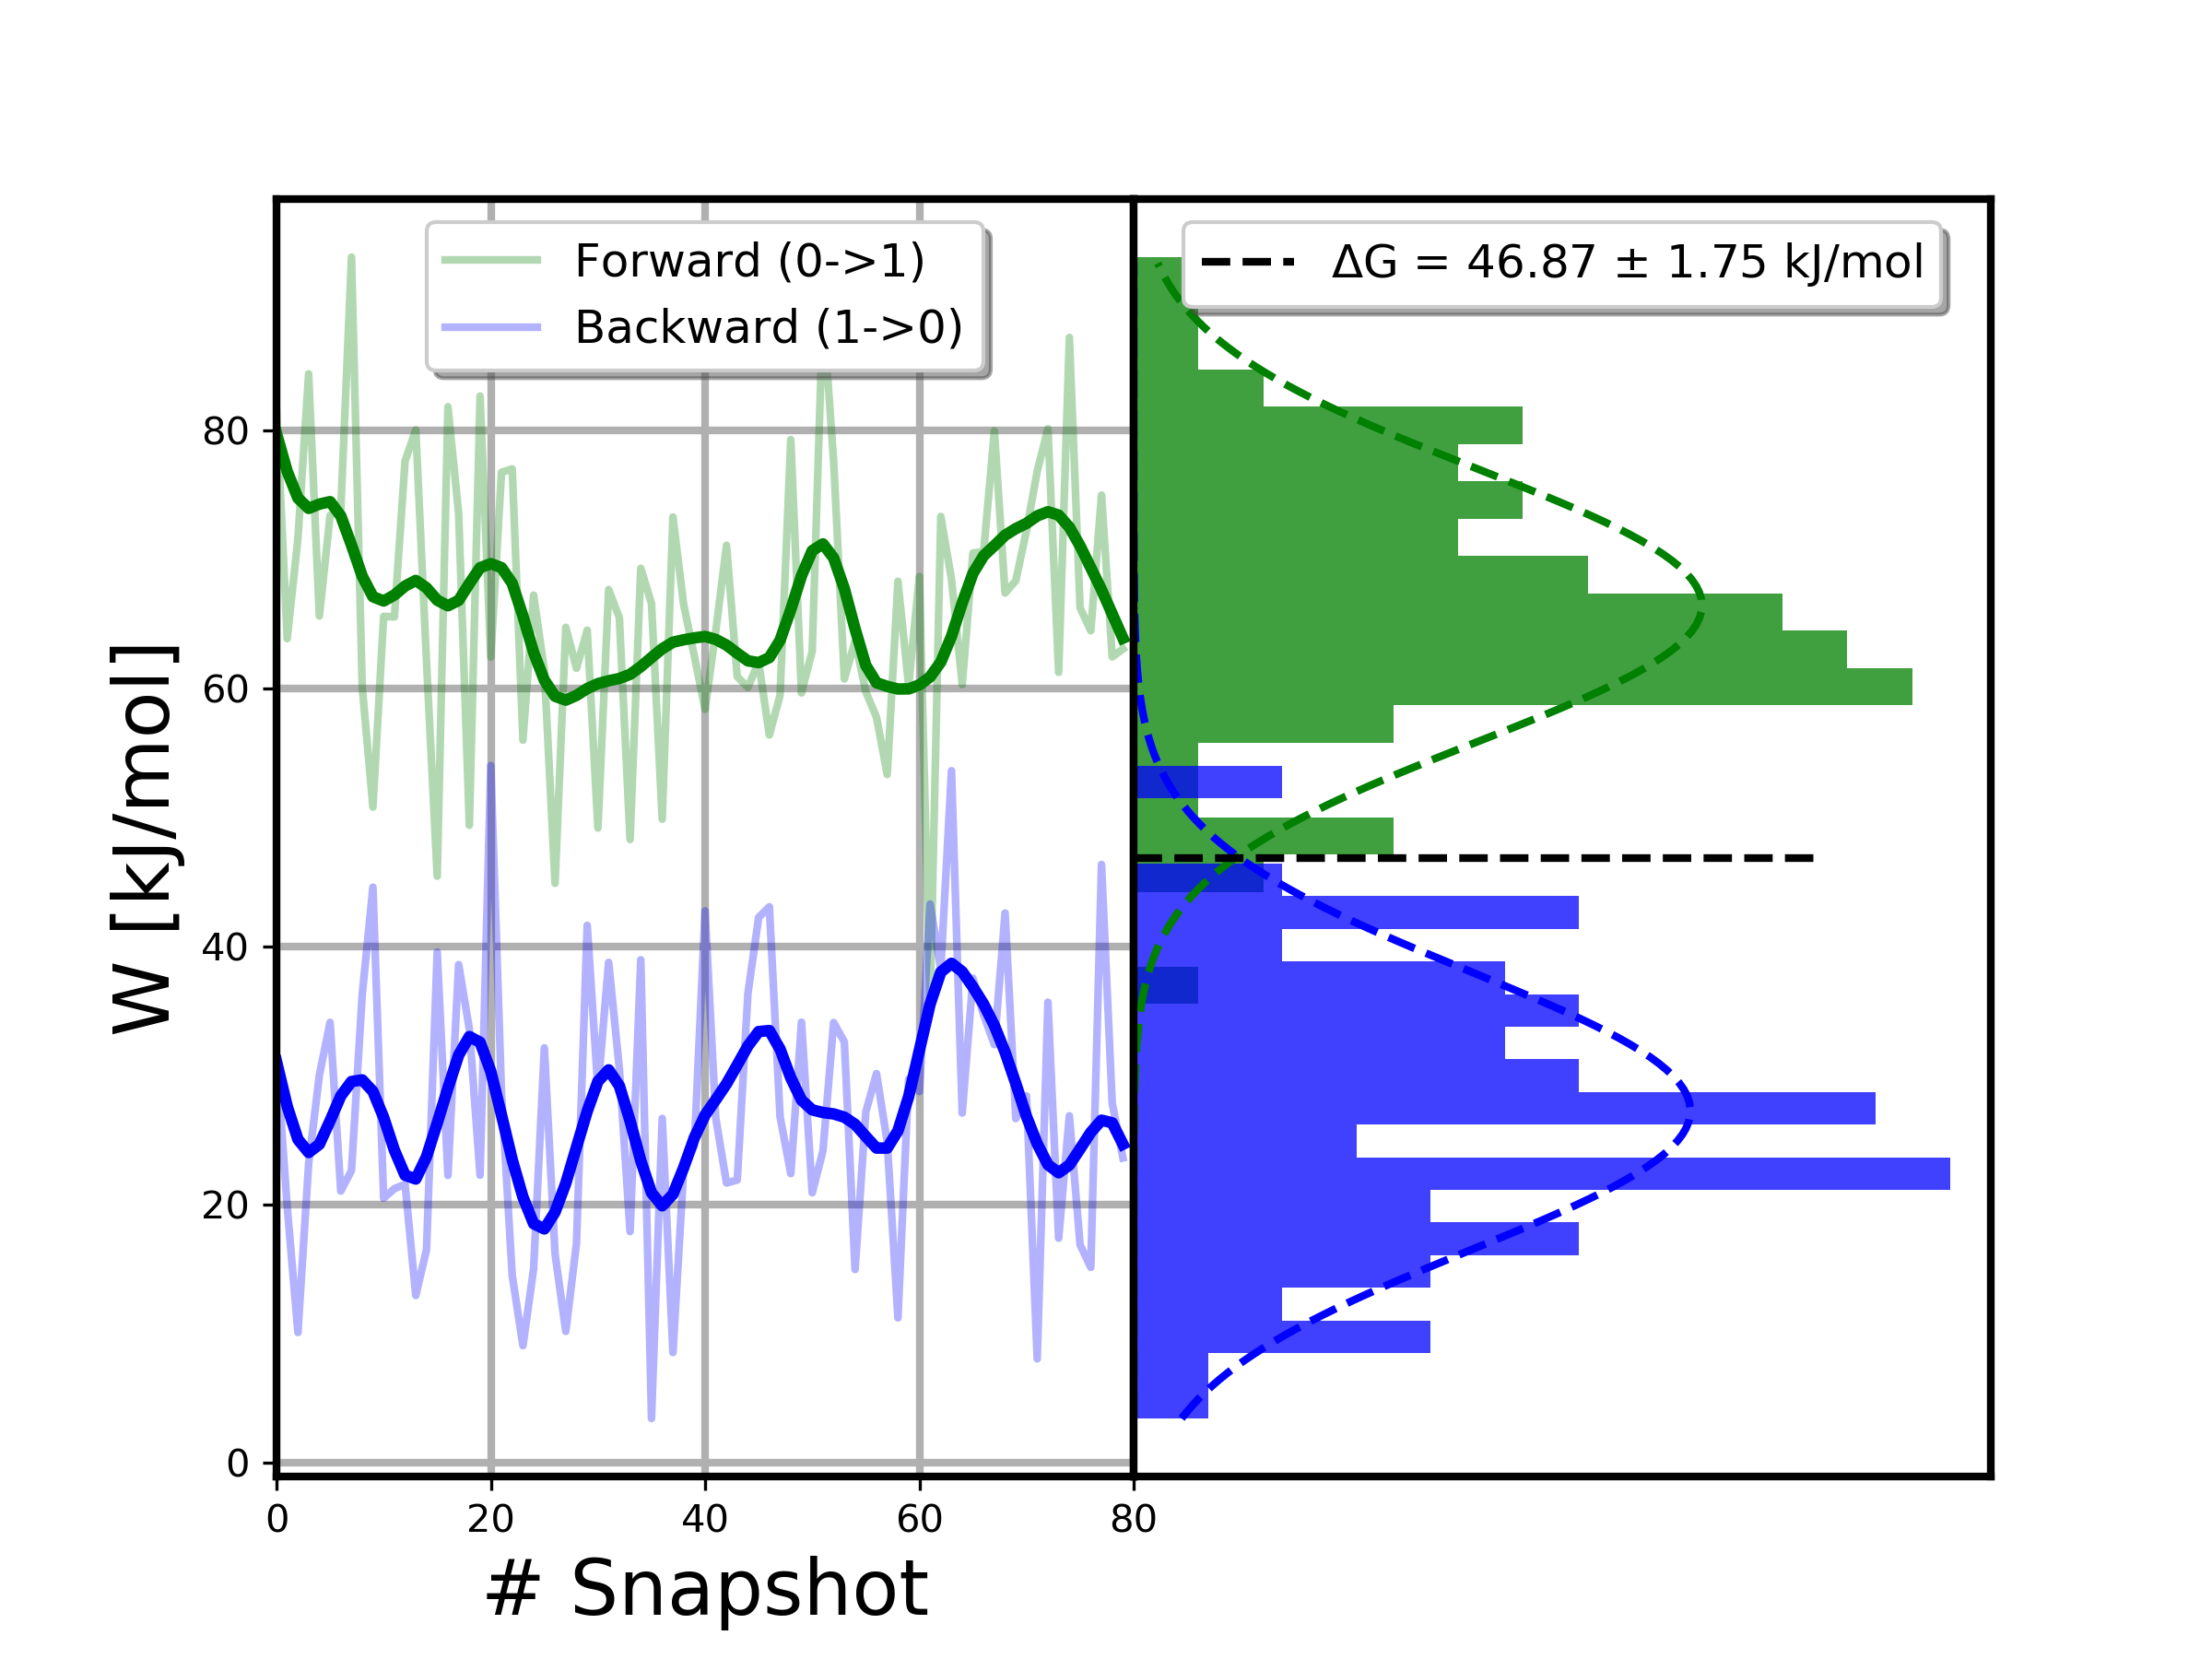 Forward (0->1)
Backward (1->0)
ΔG = 46.87 ± 1.75 kJ/mol
W [kJ/mol]
80
60
40
20
0
0 20 40 60 80
# Snapshot